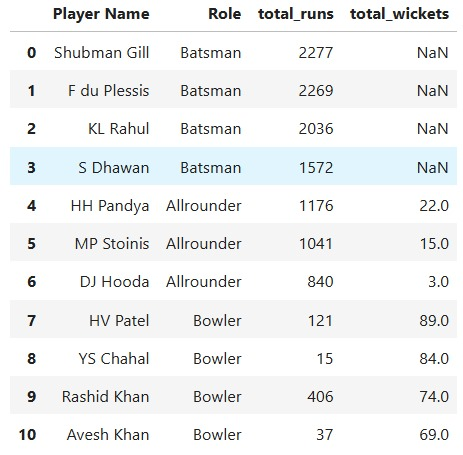 Player Name Role total_runs total_wickets
0 Shubman Gill Batsman 2277 NaN
1 F du Plessis Batsman 2269 NaN
2 KL Rahul Batsman 2036 NaN
3 S Dhawan Batsman 1572 NaN
4 HH Pandya Allrounder 1176 22.0
5 MP Stoinis Allrounder 1041 15.0
6 DJ Hooda Allrounder 840 3.0
7 HV Patel Bowler 121 89.0
8 YS Chahal Bowler 15 84.0
9 Rashid Khan Bowler 406 74.0
10 Avesh Khan Bowler 37 69.0